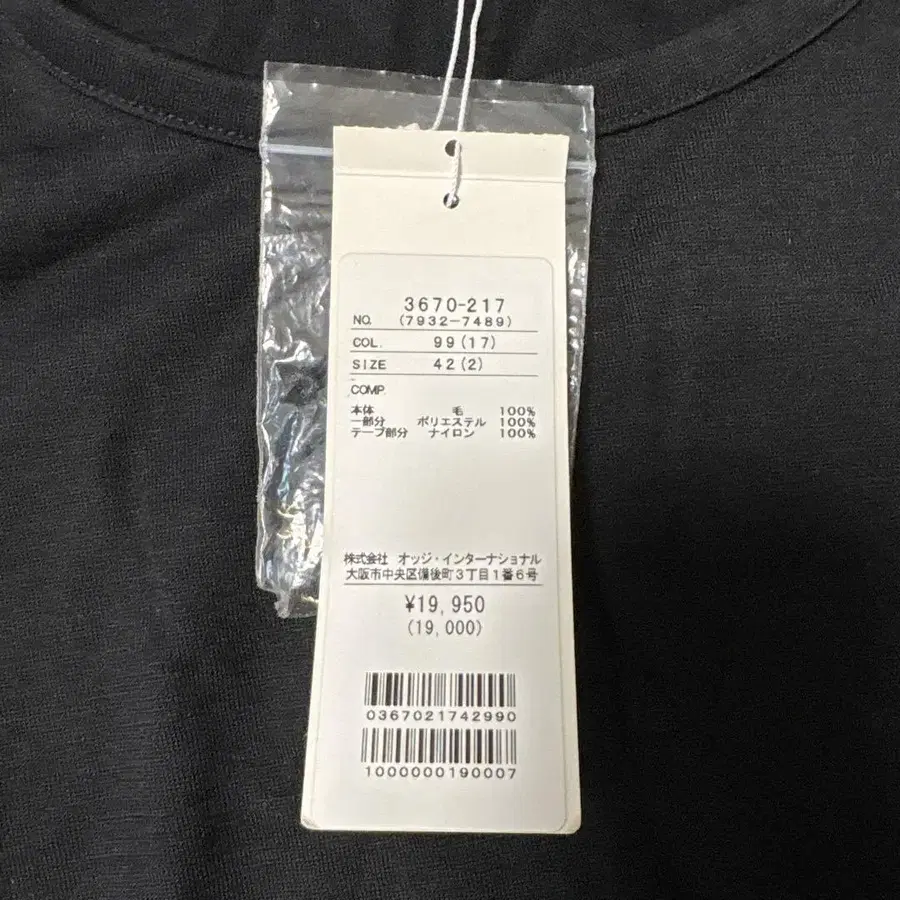 3670-217
NO. (7932-7489)
COL. 99(17)
SIZE 42(2)
COMP.
本体 毛 100%
一部分 ポリエステル 100%
テープ部分 ナイロン 100%
株式会社 オッジ・インターナショナル
大阪市中央区備後町3丁目1番6号
¥19,950
(19,000)
0367021742990
1000000190007